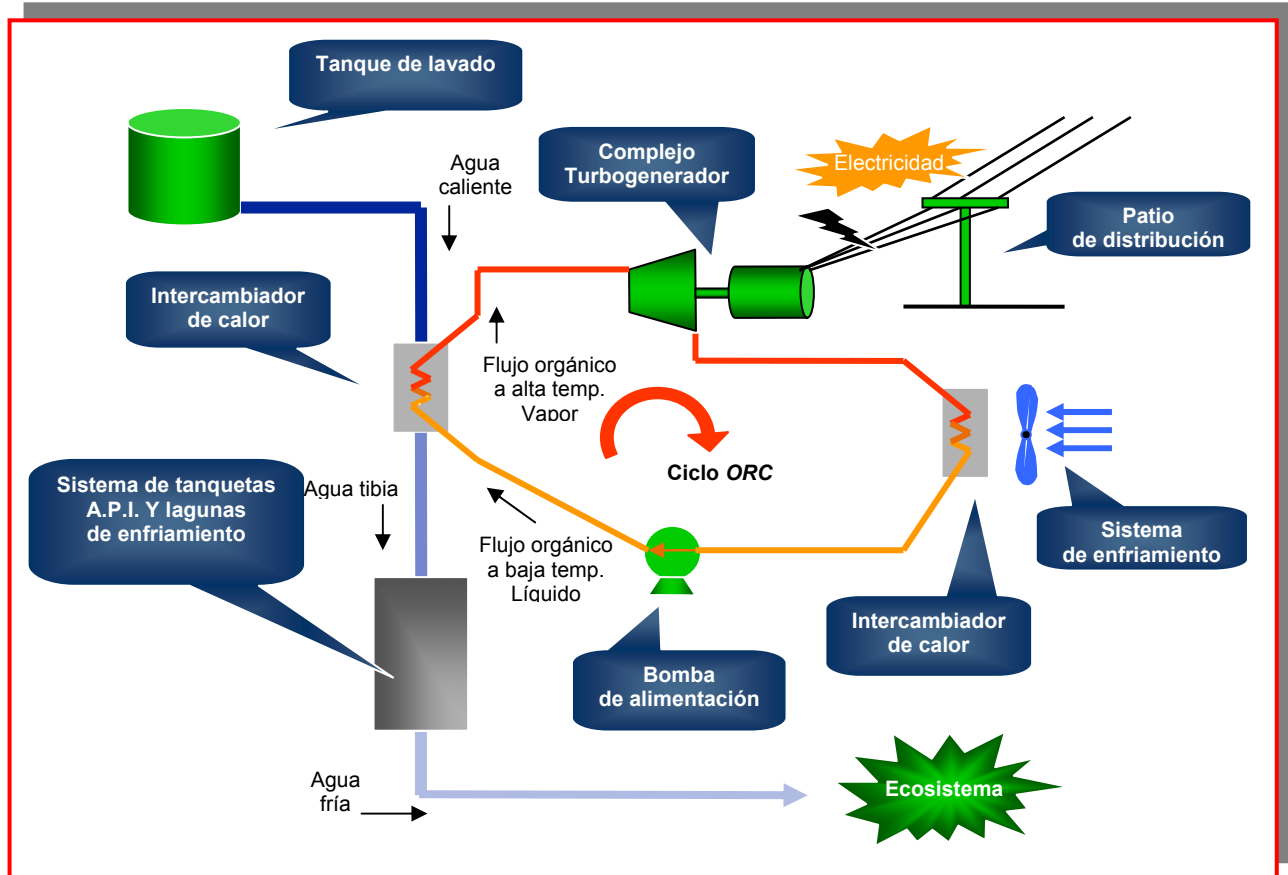 Tanque de lavado
Agua
caliente
Complejo
Turbogenerador
Electricidad
Patio
de distribución
Intercambiador
de calor
Flujo orgánico
a alta temp.
Vapor
Ciclo ORC
Sistema de tanquetas
A.P.I. Y lagunas
de enfriamiento
Agua tibia
Flujo orgánico
a baja temp.
Líquido
Sistema
de enfriamiento
Intercambiador
de calor
Bomba
de alimentación
Agua
fría
Ecosistema